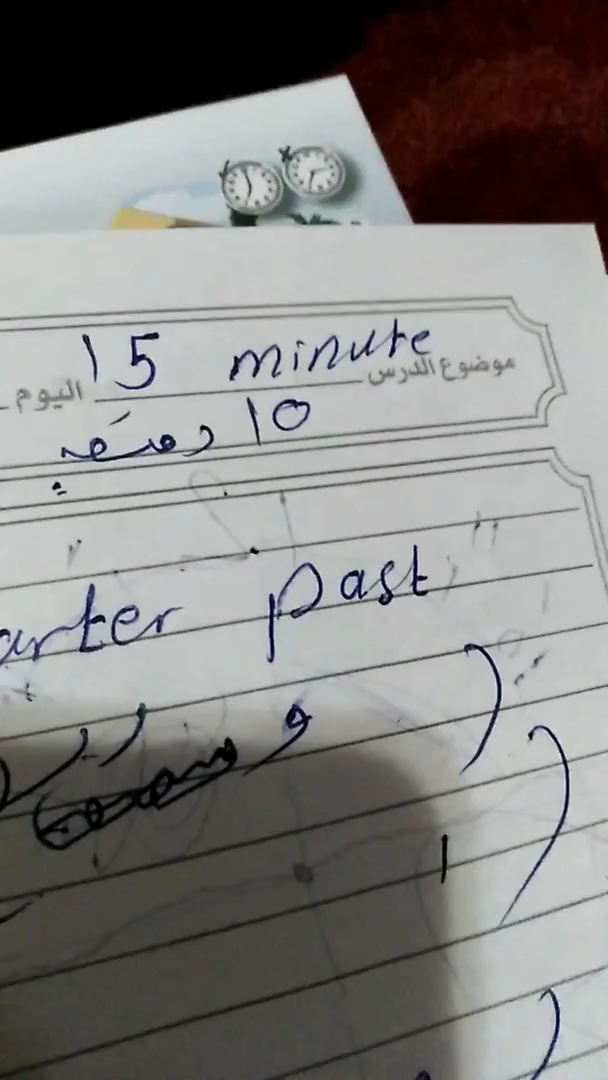 15 minute
موضوع الدرس اليوم
10 دقيقة
arter past
و